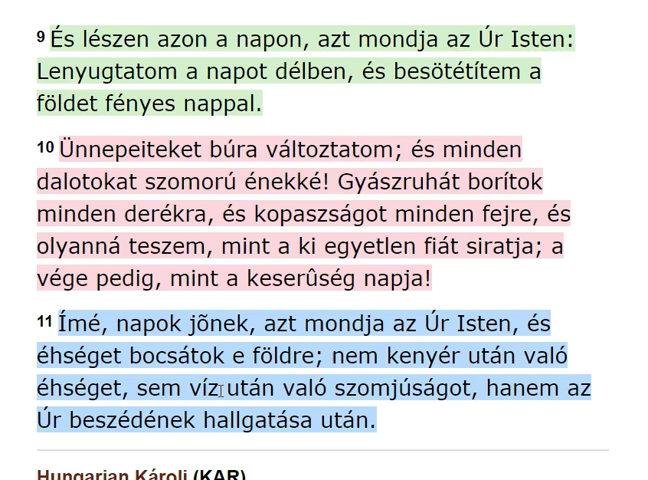 9 És lészen azon a napon, azt mondja az Úr Isten:
Lenyugtatom a napot délben, és besötétítem a
földet fényes nappal.
10 Ünnepeiteket búra változtatom; és minden
dalotokat szomorú énekké! Gyászruhát borítok
minden derékra, és kopaszságot minden fejre, és
olyanná teszem, mint a ki egyetlen fiát siratja; a
vége pedig, mint a keserûség napja!
11 Ímé, napok jõnek, azt mondja az Úr Isten, és
éhséget bocsátok e földre; nem kenyér után való
éhséget, sem víz után való szomjúságot, hanem az
Úr beszédének hallgatása után.
Hungarian Károli (KAR)